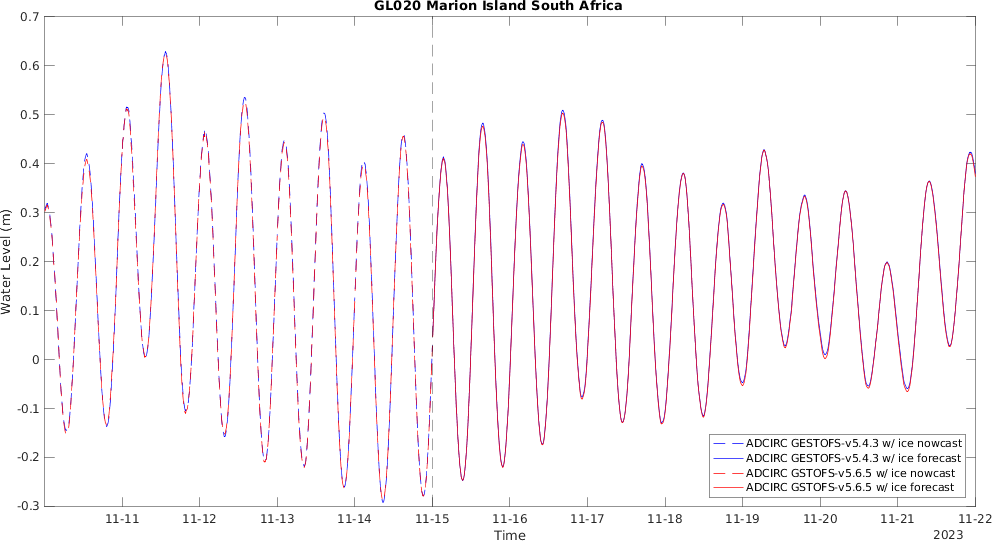 GL020 Marion Island South Africa
0.7
0.6
0.5
0.4
0.3
0.2
0.1
0
-0.1
-0.2
-0.3
Water Level (m)
ADCIRC GESTOFS-v5.4.3 w/ ice nowcast
ADCIRC GESTOFS-v5.4.3 w/ ice forecast
ADCIRC GSTOFS-v5.6.5 w/ ice nowcast
ADCIRC GSTOFS-v5.6.5 w/ ice forecast
11-11 11-12 11-13 11-14 11-15 11-16 11-17 11-18 11-19 11-20 11-21 11-22
Time
2023